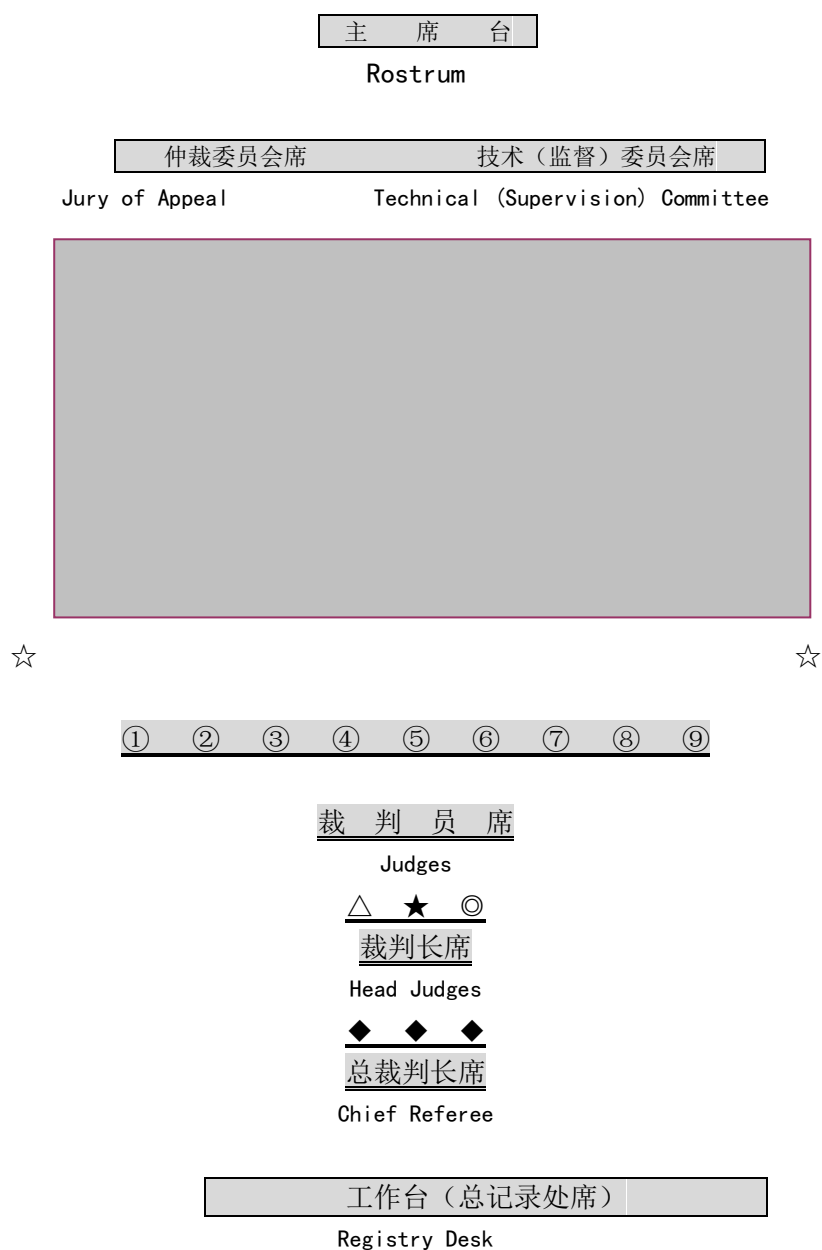 主 席 台
Rostrum
仲裁委员会席 技术（监督）委员会席
Jury of Appeal Technical (Supervision) Committee
☆ ☆
① ② ③ ④ ⑤ ⑥ ⑦ ⑧ ⑨
裁 判 员 席
Judges
△ ★ ◎
裁判长席
Head Judges
◆ ◆ ◆
总裁判长席
Chief Referee
工作台（总记录处席）
Registry Desk